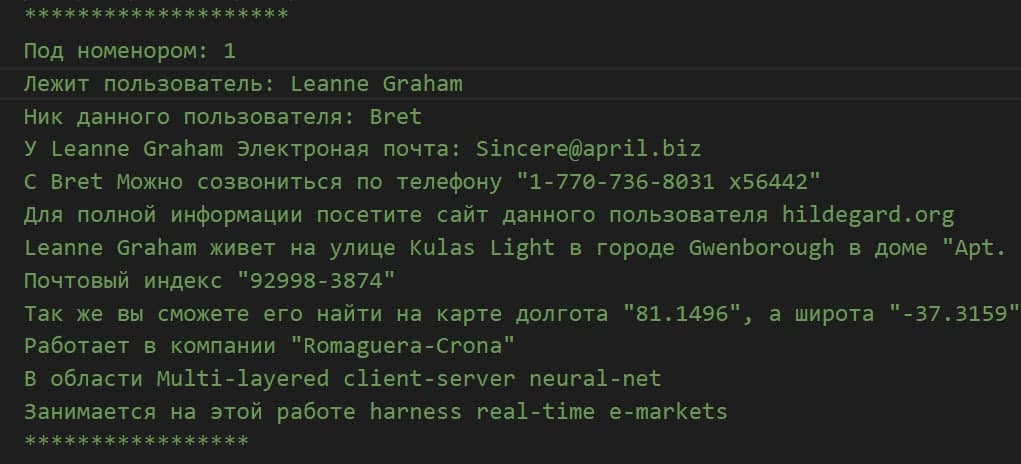 ********************
Под номенором: 1
Лежит пользователь: Leanne Graham
Ник данного пользователя: Bret
У Leanne Graham Электроная почта: Sincere@april.biz
С Bret Можно созвониться по телефону "1-770-736-8031 x56442"
Для полной информации посетите сайт данного пользователя hildegard.org
Leanne Graham живет на улице Kulas Light в городе Gwenborough в доме "Apt.
Почтовый индекс "92998-3874"
Так же вы сможете его найти на карте долгота "81.1496", а широта "-37.3159"
Работает в компании "Romaguera-Crona"
В области Multi-layered client-server neural-net
Занимается на этой работе harness real-time e-markets
*****************